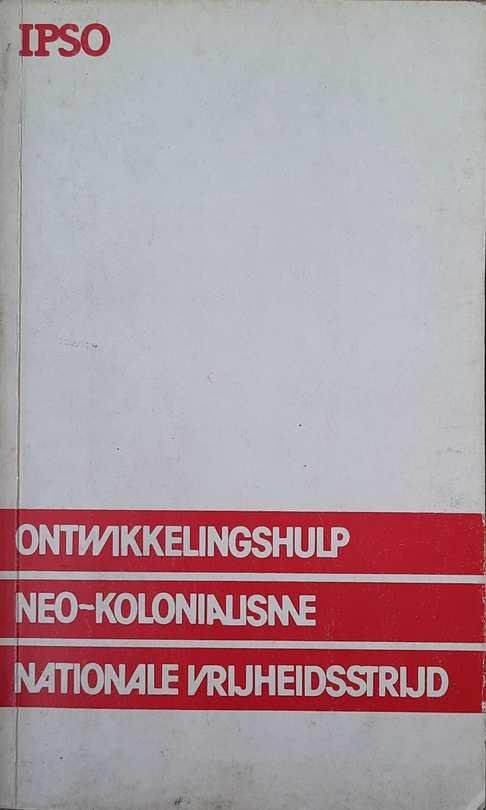 IPSO
ONTWIKKELINGSHULP
NEO-KOLONIALISME
NATIONALE VRIJHEIDSSTRIJD